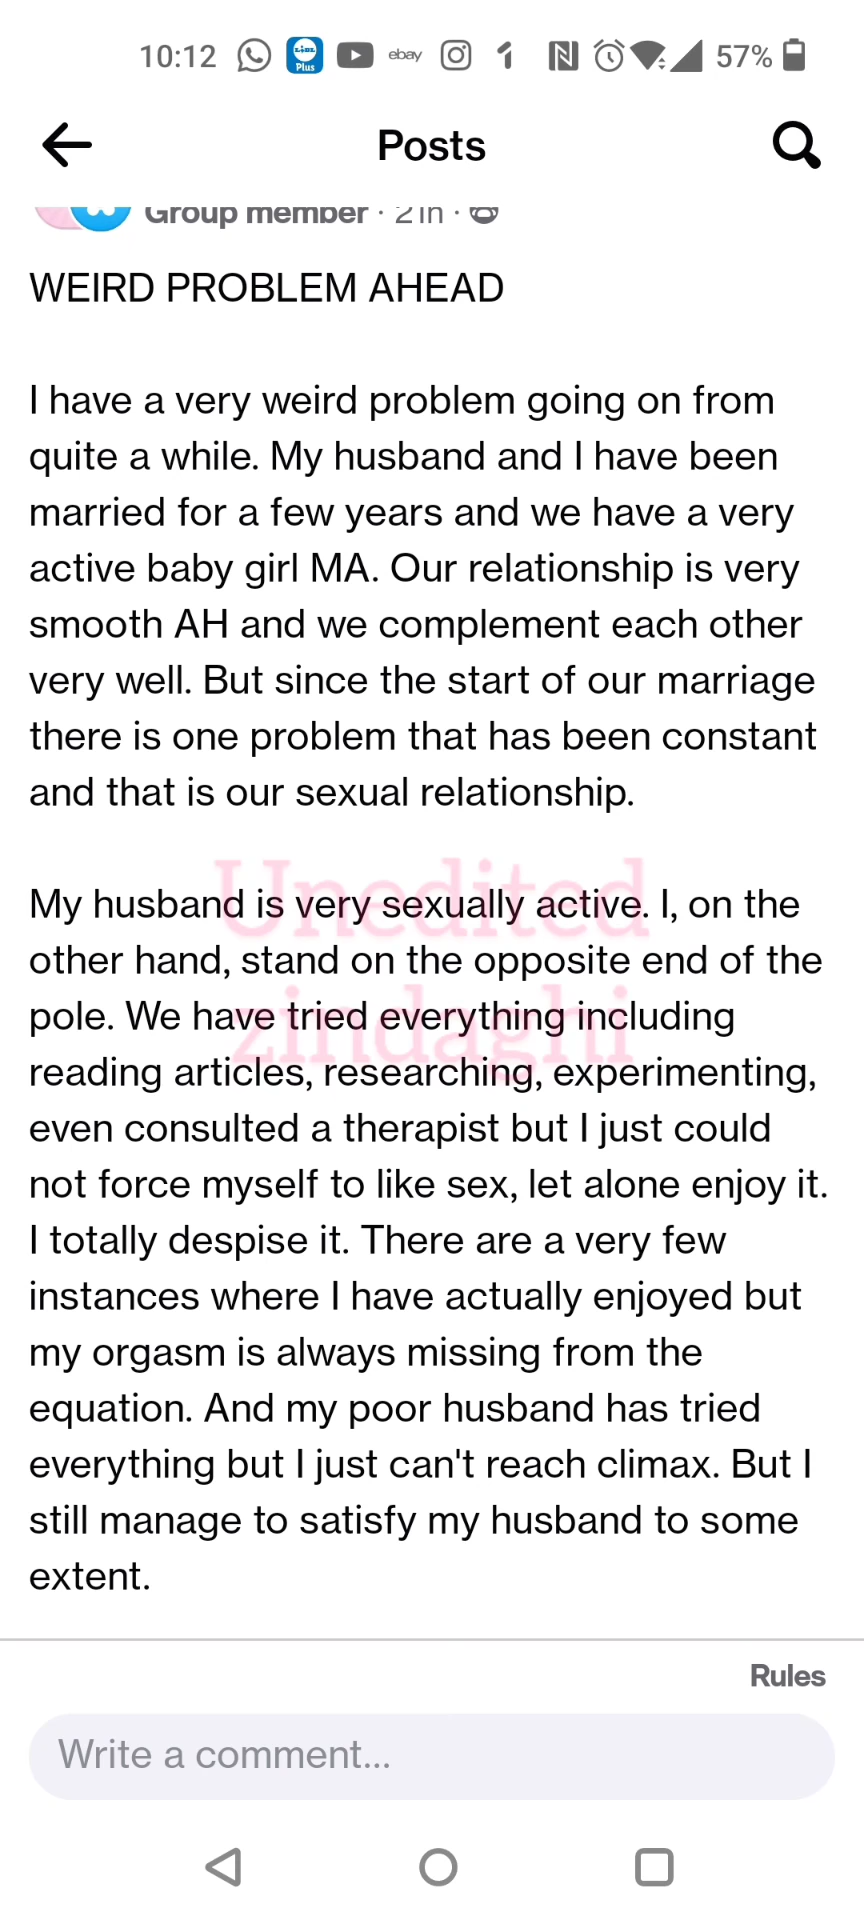 10:12 Plus ebay 57%
Posts
Group member · 21h ·
WEIRD PROBLEM AHEAD
I have a very weird problem going on from
quite a while. My husband and I have been
married for a few years and we have a very
active baby girl MA. Our relationship is very
smooth AH and we complement each other
very well. But since the start of our marriage
there is one problem that has been constant
and that is our sexual relationship.
Unedited
My husband is very sexually active. I, on the
other hand, stand on the opposite end of the
zindaghi
pole. We have tried everything including
reading articles, researching, experimenting,
even consulted a therapist but I just could
not force myself to like sex, let alone enjoy it.
I totally despise it. There are a very few
instances where I have actually enjoyed but
my orgasm is always missing from the
equation. And my poor husband has tried
everything but I just can't reach climax. But I
still manage to satisfy my husband to some
extent.
Rules
Write a comment...